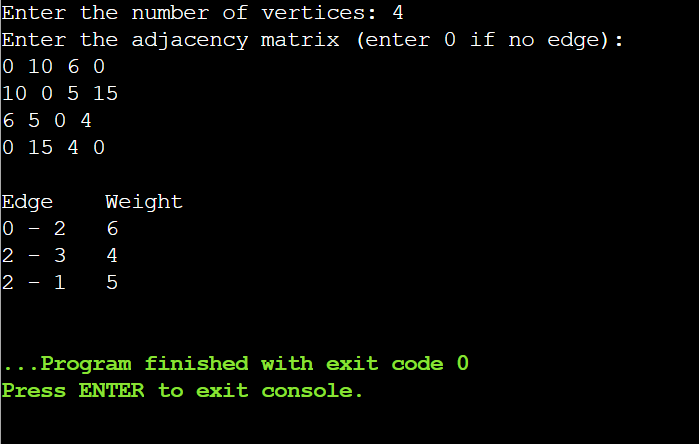 Enter the number of vertices: 4
Enter the adjacency matrix (enter 0 if no edge):
0 10 6 0
10 0 5 15
6 5 0 4
0 15 4 0
Edge    Weight
0 - 2   6
2 - 3   4
2 - 1   5
...Program finished with exit code 0
Press ENTER to exit console.